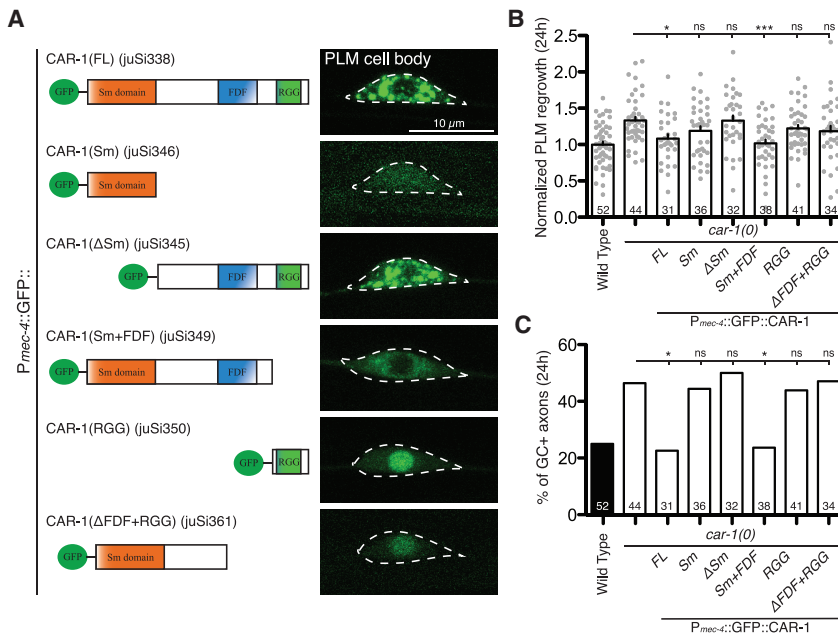 A
CAR-1(FL) (juSi338)
GFP
Sm domain
FDF
RGG
PLM cell body
10 µm
CAR-1(Sm) (juSi346)
GFP
Sm domain
CAR-1(ΔSm) (juSi345)
GFP
FDF
RGG
CAR-1(Sm+FDF) (juSi349)
GFP
Sm domain
FDF
CAR-1(RGG) (juSi350)
GFP
RGG
CAR-1(ΔFDF+RGG) (juSi361)
GFP
Sm domain
Pmec-4::GFP::
B
Normalized PLM regrowth (24h)
2.5
2.0
1.5
1.0
0.5
0.0
* ns ns *** ns ns
52 44 31 36 32 38 41 34
Wild Type
car-1(0)
FL
Sm
ΔSm
Sm+FDF
RGG
ΔFDF+RGG
Pmec-4::GFP::CAR-1
C
% of GC+ axons (24h)
60
40
20
0
* ns ns * ns ns
52 44 31 36 32 38 41 34
Wild Type
car-1(0)
FL
Sm
ΔSm
Sm+FDF
RGG
ΔFDF+RGG
Pmec-4::GFP::CAR-1